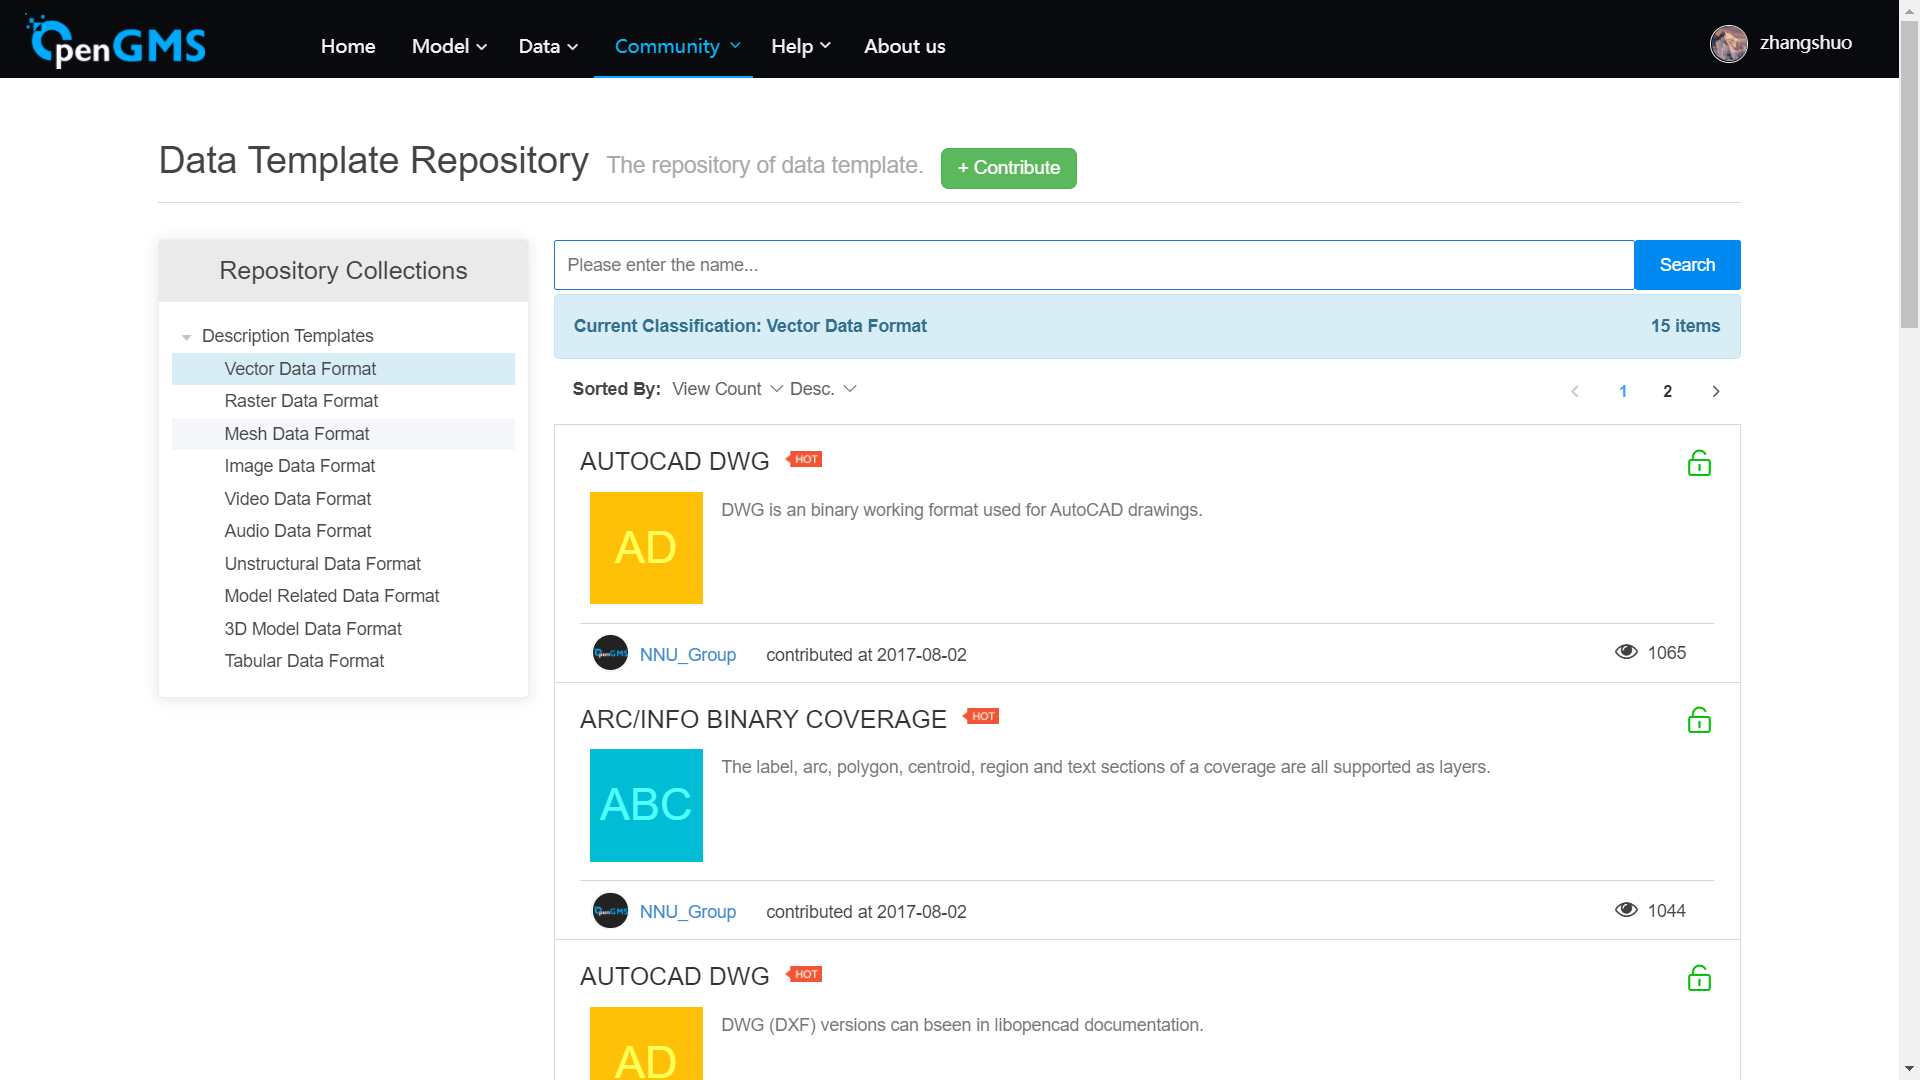 OpenGMS
Home Model Data Community Help About us zhangshuo
Data Template Repository The repository of data template. + Contribute
Repository Collections
Description Templates
Vector Data Format
Raster Data Format
Mesh Data Format
Image Data Format
Video Data Format
Audio Data Format
Unstructural Data Format
Model Related Data Format
3D Model Data Format
Tabular Data Format
Please enter the name... Search
Current Classification: Vector Data Format 15 items
Sorted By: View Count Desc. 1 2
AUTOCAD DWG HOT
AD
DWG is an binary working format used for AutoCAD drawings.
OpenGMS NNU_Group contributed at 2017-08-02 1065
ARC/INFO BINARY COVERAGE HOT
ABC
The label, arc, polygon, centroid, region and text sections of a coverage are all supported as layers.
OpenGMS NNU_Group contributed at 2017-08-02 1044
AUTOCAD DWG HOT
AD
DWG (DXF) versions can bseen in libopencad documentation.